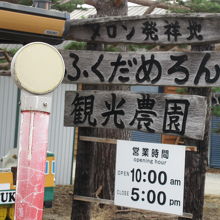 メロン発祥地
ふくだめろん
観光農園
営業時間
opening hour
OPEN 10:00 am
CLOSE 5:00 pm
UK